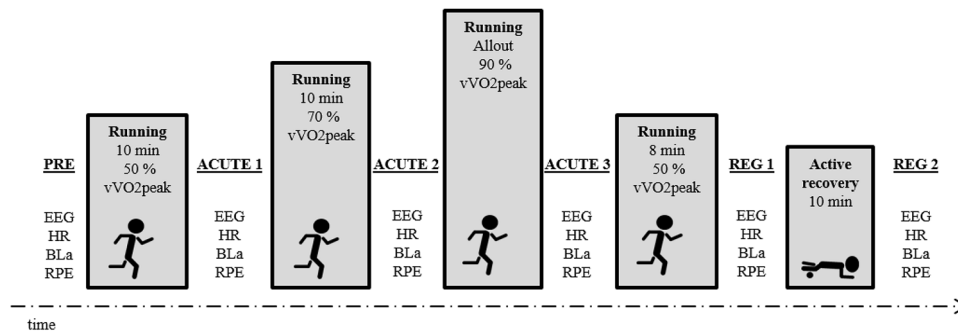 PRE
EEG
HR
BLa
RPE
Running
10 min
50 %
vVO2peak
ACUTE 1
EEG
HR
BLa
RPE
Running
10 min
70 %
vVO2peak
ACUTE 2
EEG
HR
BLa
RPE
Running
Allout
90 %
vVO2peak
ACUTE 3
EEG
HR
BLa
RPE
Running
8 min
50 %
vVO2peak
REG 1
EEG
HR
BLa
RPE
Active
recovery
10 min
REG 2
EEG
HR
BLa
RPE
time